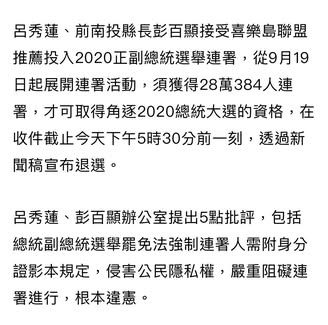 呂秀蓮、前南投縣長彭百顯接受喜樂島聯盟
推薦投入2020正副總統選舉連署，從9月19
日起展開連署活動，須獲得28萬384人連
署，才可取得角逐2020總統大選的資格，在
收件截止今天下午5時30分前一刻，透過新
聞稿宣布退選。
呂秀蓮、彭百顯辦公室提出5點批評，包括
總統副總統選舉罷免法強制連署人需附身分
證影本規定，侵害公民隱私權，嚴重阻礙連
署進行，根本違憲。